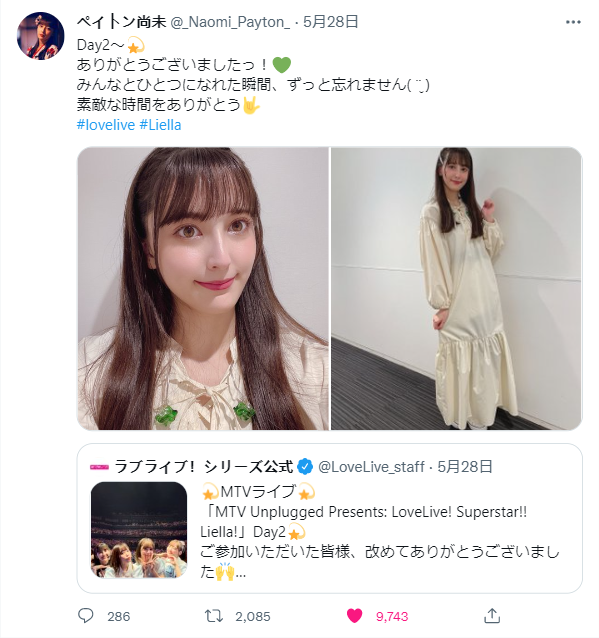 ペイトン尚未 @_Naomi_Payton_ · 5月28日
Day2〜💫
ありがとうございましたっ！💚
みんなとひとつになれた瞬間、ずっと忘れません( ¨̮ )
素敵な時間をありがとう🤟
#lovelive #Liella
ラブライブ！シリーズ公式 @LoveLive_staff · 5月28日
💫MTVライブ💫
「MTV Unplugged Presents: LoveLive! Superstar!!
Liella!」Day2💫
ご参加いただいた皆様、改めてありがとうございまし
た🙌...
286
2,085
9,743